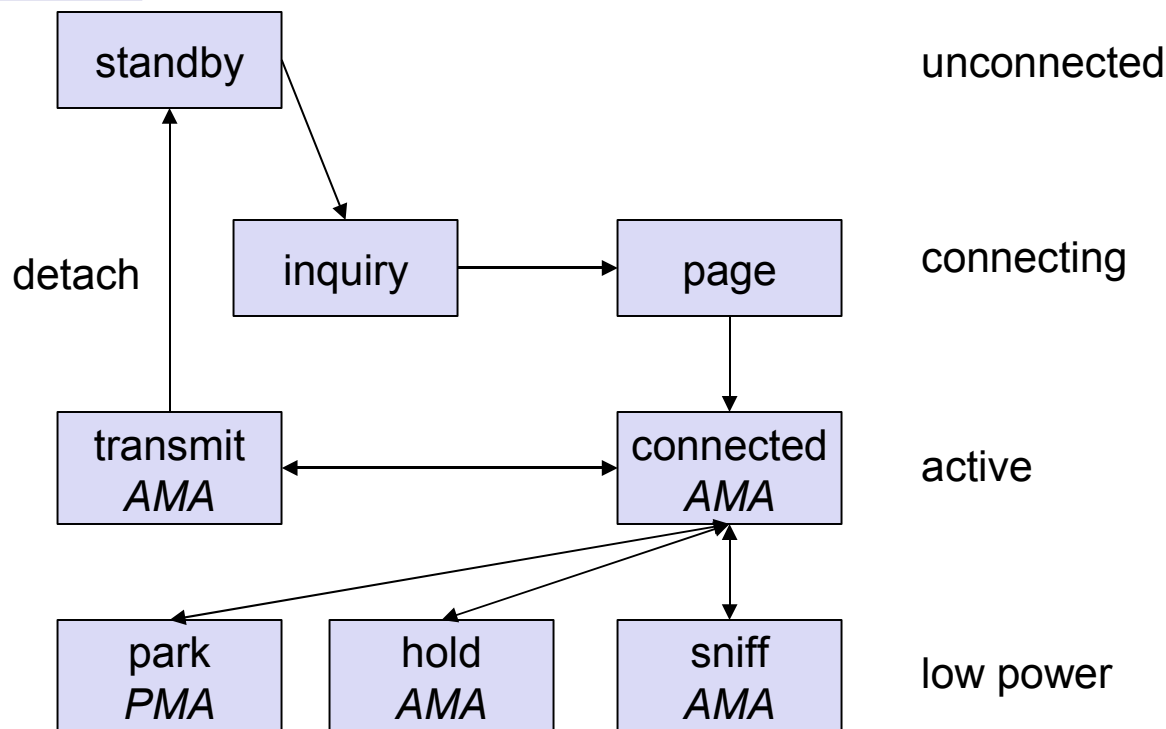 standby
unconnected
inquiry
page
connecting
detach
transmit
AMA
connected
AMA
active
park
PMA
hold
AMA
sniff
AMA
low power